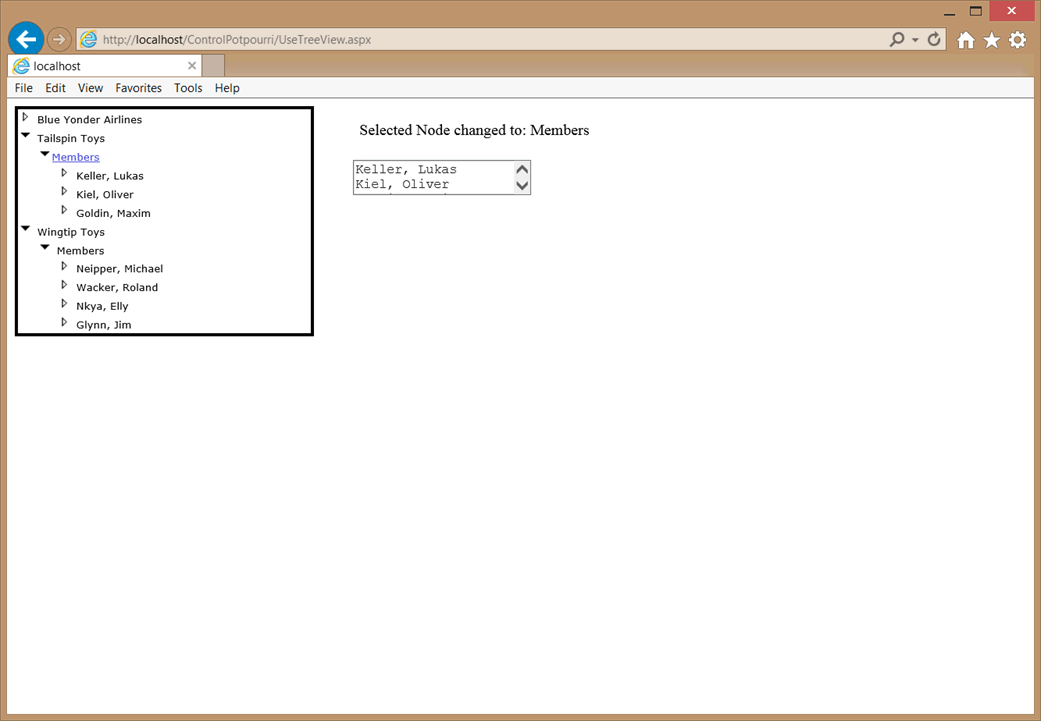 http://localhost/ControlPotpourri/UseTreeView.aspx
localhost
File Edit View Favorites Tools Help
Blue Yonder Airlines
Tailspin Toys
Members
Keller, Lukas
Kiel, Oliver
Goldin, Maxim
Wingtip Toys
Members
Neipper, Michael
Wacker, Roland
Nkya, Elly
Glynn, Jim
Selected Node changed to: Members
Keller, Lukas
Kiel, Oliver